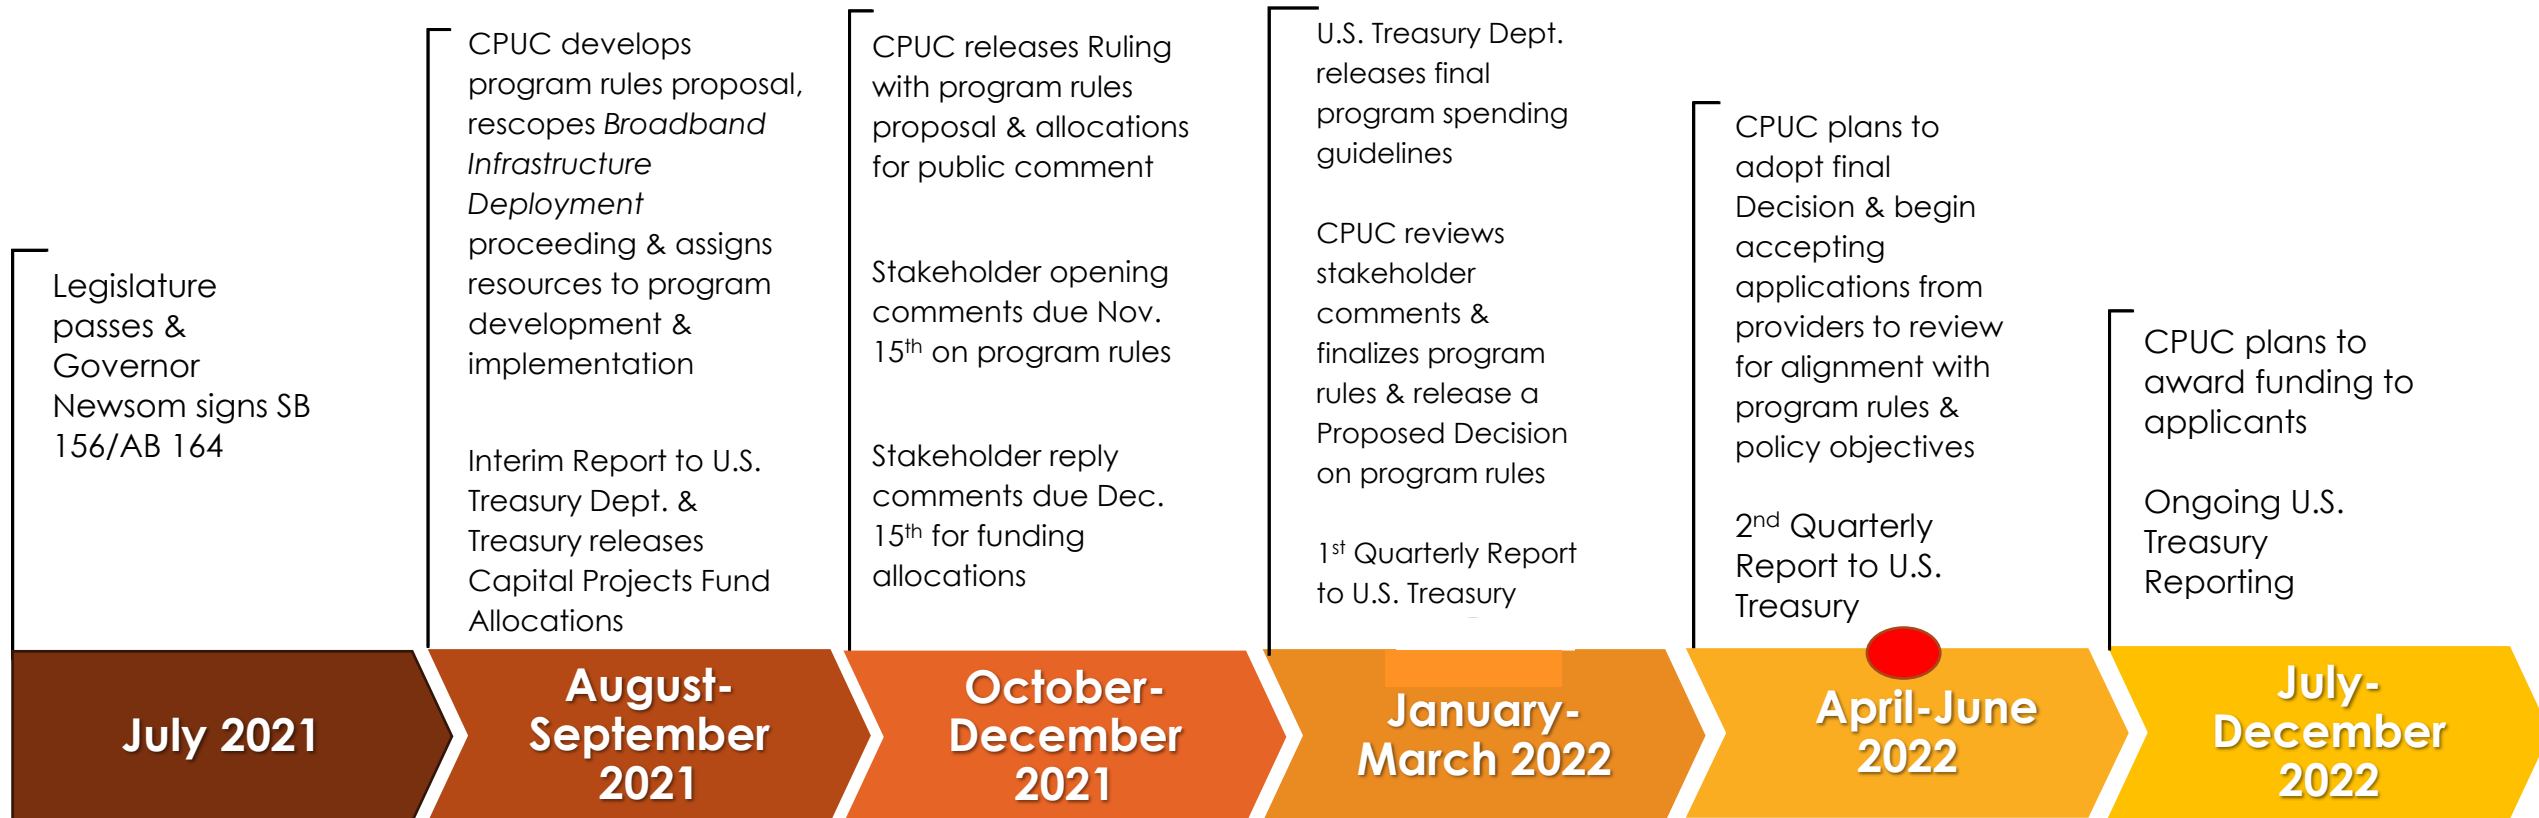 Legislature
passes &
Governor
Newsom signs SB
156/AB 164
July 2021
CPUC develops
program rules proposal,
rescopes Broadband
Infrastructure
Deployment
proceeding & assigns
resources to program
development &
implementation
Interim Report to U.S.
Treasury Dept. &
Treasury releases
Capital Projects Fund
Allocations
August-
September
2021
CPUC releases Ruling
with program rules
proposal & allocations
for public comment
Stakeholder opening
comments due Nov.
15th on program rules
Stakeholder reply
comments due Dec.
15th for funding
allocations
October-
December
2021
U.S. Treasury Dept.
releases final
program spending
guidelines
CPUC reviews
stakeholder
comments &
finalizes program
rules & release a
Proposed Decision
on program rules
1st Quarterly Report
to U.S. Treasury
January-
March 2022
CPUC plans to
adopt final
Decision & begin
accepting
applications from
providers to review
for alignment with
program rules &
policy objectives
2nd Quarterly
Report to U.S.
Treasury
April-June
2022
CPUC plans to
award funding to
applicants
Ongoing U.S.
Treasury
Reporting
July-
December
2022